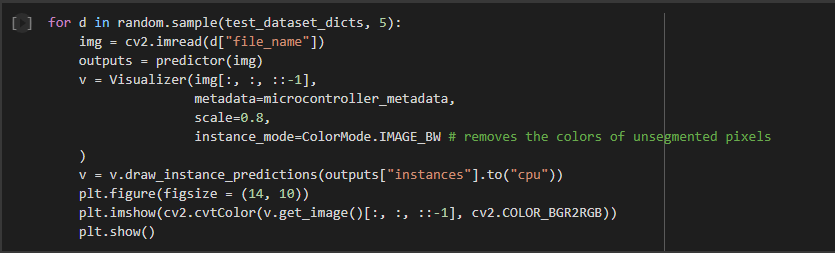 for d in random.sample(test_dataset_dicts, 5):
    img = cv2.imread(d["file_name"])
    outputs = predictor(img)
    v = Visualizer(img[:, :, ::-1],
                   metadata=microcontroller_metadata,
                   scale=0.8,
                   instance_mode=ColorMode.IMAGE_BW # removes the colors of unsegmented pixels
    )
    v = v.draw_instance_predictions(outputs["instances"].to("cpu"))
    plt.figure(figsize = (14, 10))
    plt.imshow(cv2.cvtColor(v.get_image()[:, :, ::-1], cv2.COLOR_BGR2RGB))
    plt.show()